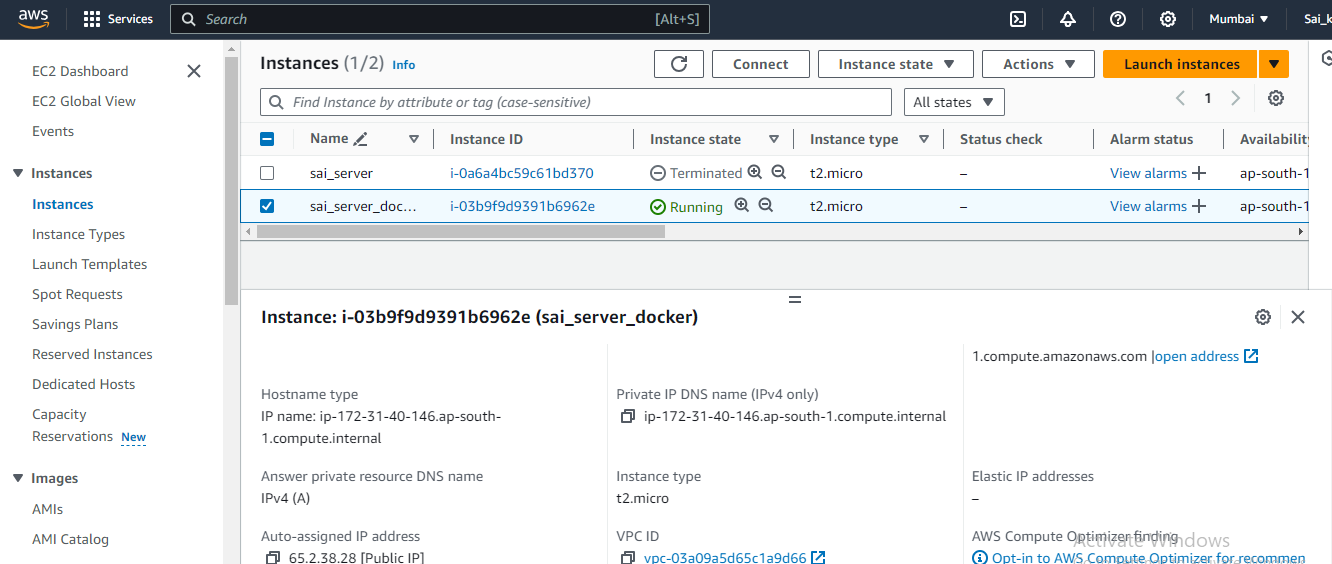 aws Services Search [Alt+S] Mumbai ▼ Sai_k
EC2 Dashboard
EC2 Global View
Events
Instances
Instances
Instance Types
Launch Templates
Spot Requests
Savings Plans
Reserved Instances
Dedicated Hosts
Capacity
Reservations New
Images
AMIs
AMI Catalog
Instances (1/2) Info Connect Instance state Actions Launch instances
Find Instance by attribute or tag (case-sensitive) All states 1
Name Instance ID Instance state Instance type Status check Alarm status Availability
sai_server i-0a6a4bc59c61bd370 Terminated t2.micro – View alarms + ap-south-1
sai_server_doc... i-03b9f9d9391b6962e Running t2.micro – View alarms + ap-south-1
Instance: i-03b9f9d9391b6962e (sai_server_docker)
1.compute.amazonaws.com |open address
Hostname type Private IP DNS name (IPv4 only)
IP name: ip-172-31-40-146.ap-south- ip-172-31-40-146.ap-south-1.compute.internal
1.compute.internal
Answer private resource DNS name Instance type Elastic IP addresses
IPv4 (A) t2.micro –
Auto-assigned IP address VPC ID AWS Compute Optimizer finding
65.2.38.28 [Public IP] vpc-03a09a5d65c1a9d66 Opt-in to AWS Compute Optimizer for recommen
Activate Windows